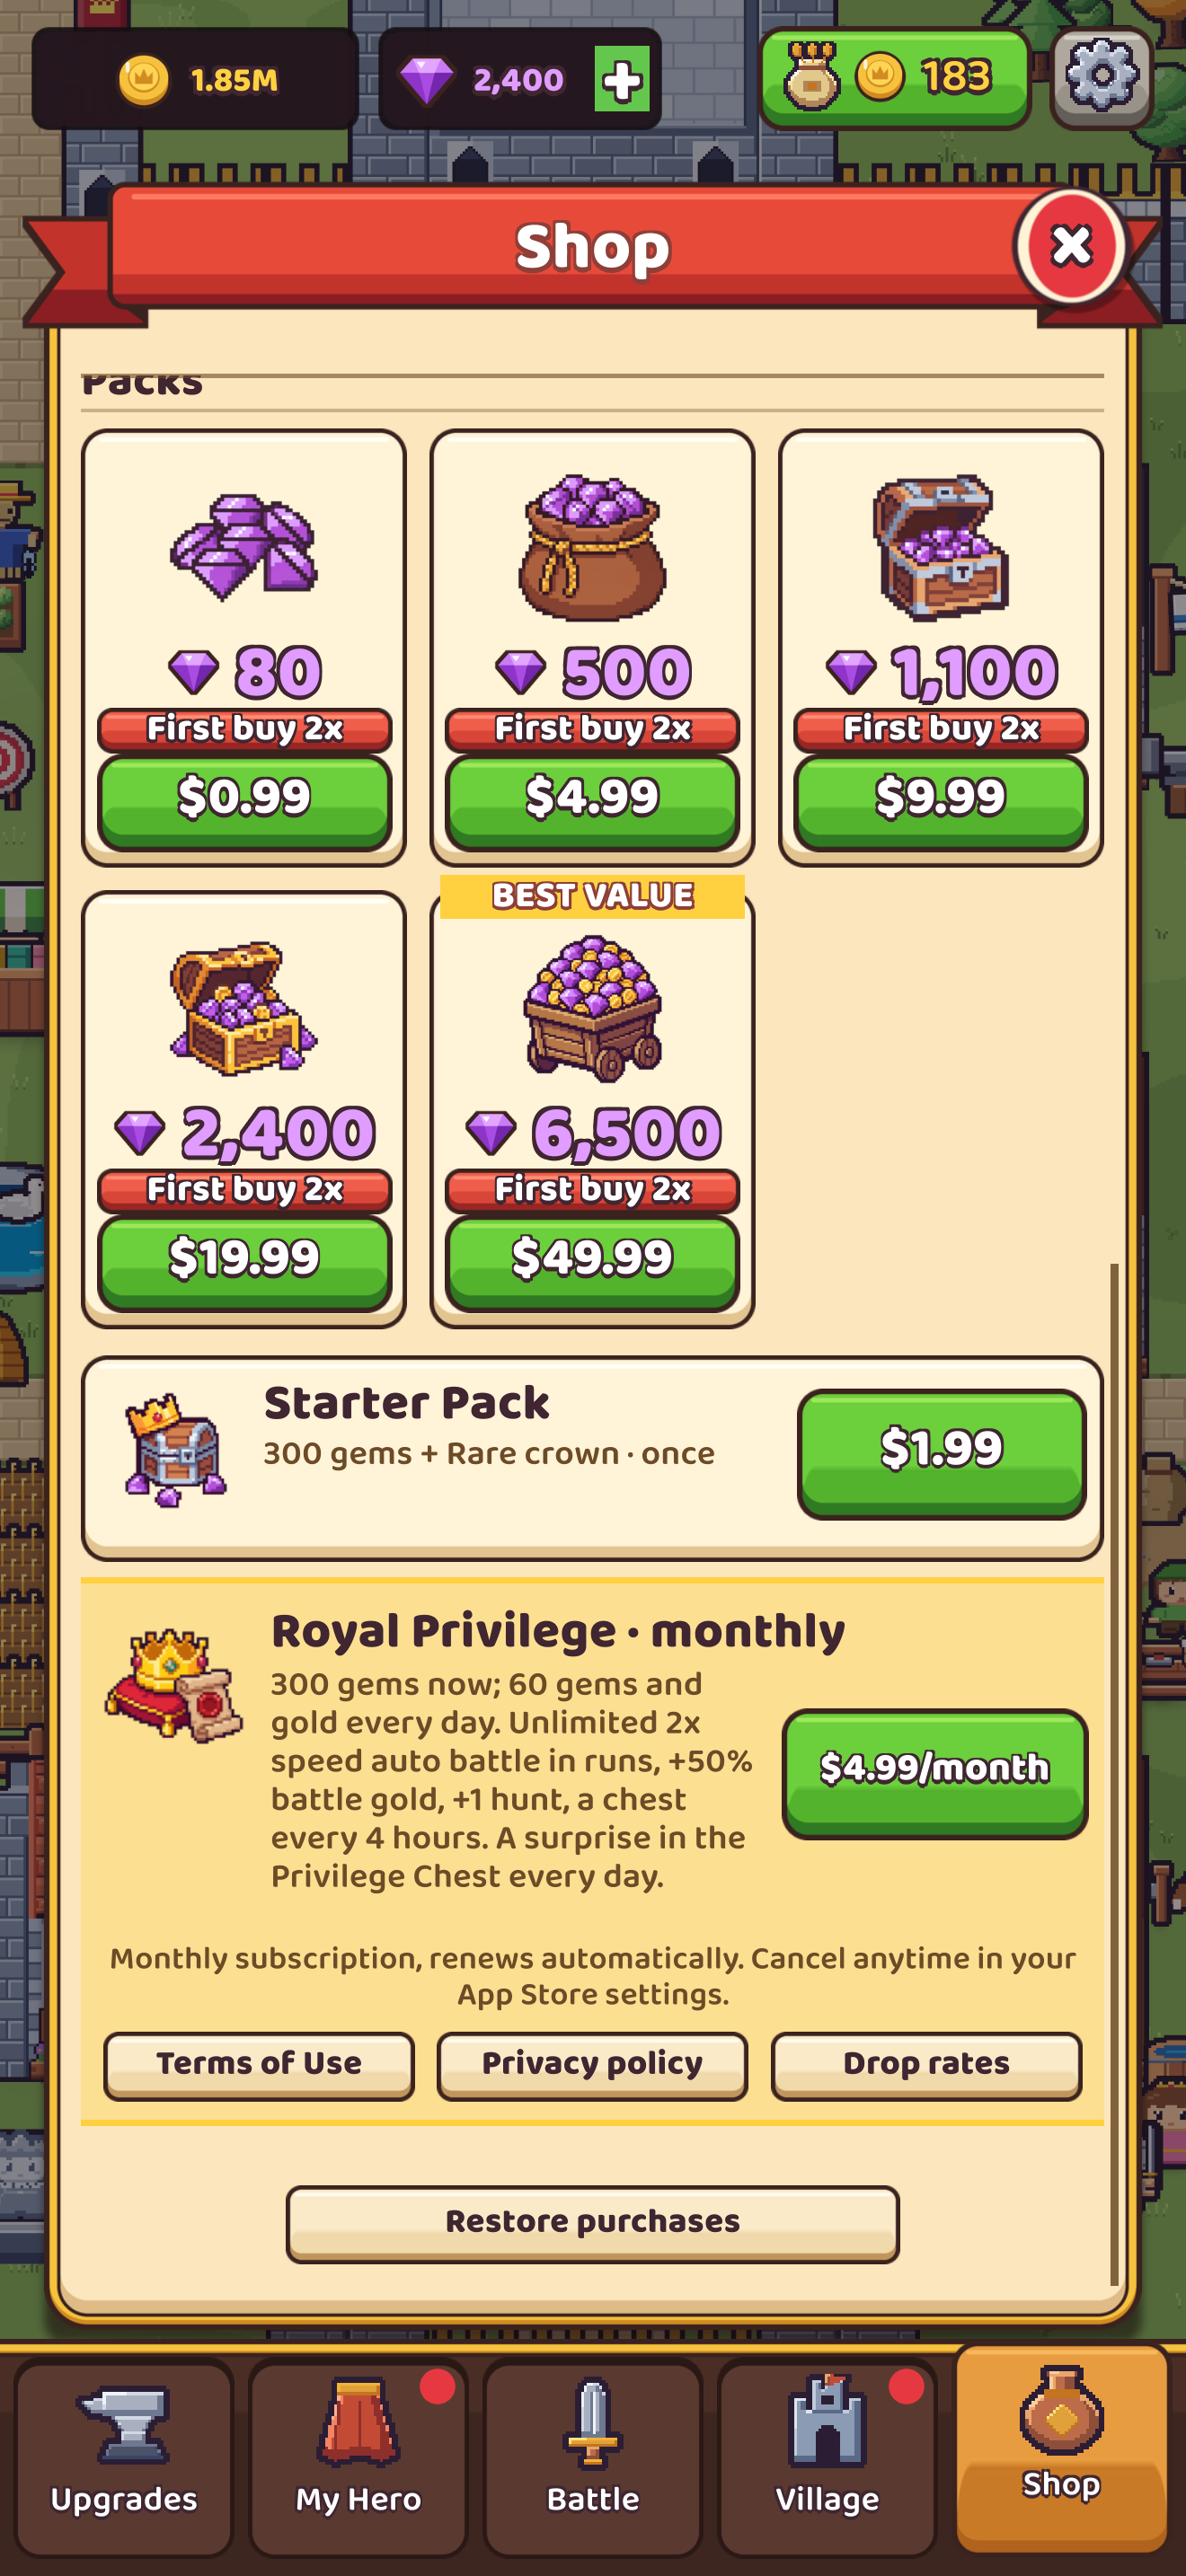 1.85M
2,400
183
Shop
Packs
80
500
1,100
First buy 2x
First buy 2x
First buy 2x
$0.99
$4.99
$9.99
BEST VALUE
2,400
6,500
First buy 2x
First buy 2x
$19.99
$49.99
Starter Pack
300 gems + Rare crown · once
$1.99
Royal Privilege · monthly
300 gems now; 60 gems and
gold every day. Unlimited 2x
speed auto battle in runs, +50%
battle gold, +1 hunt, a chest
every 4 hours. A surprise in the
Privilege Chest every day.
$4.99/month
Monthly subscription, renews automatically. Cancel anytime in your
App Store settings.
Terms of Use
Privacy policy
Drop rates
Restore purchases
Upgrades
My Hero
Battle
Village
Shop